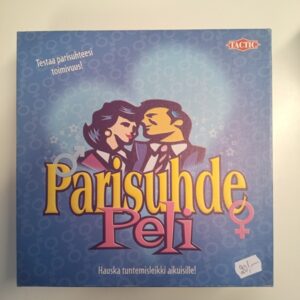 TACTIC
Testaa parisuhteesi
toimivuus!
Parisuhde
Peli
Hauska tuntemisleikki aikuisille!